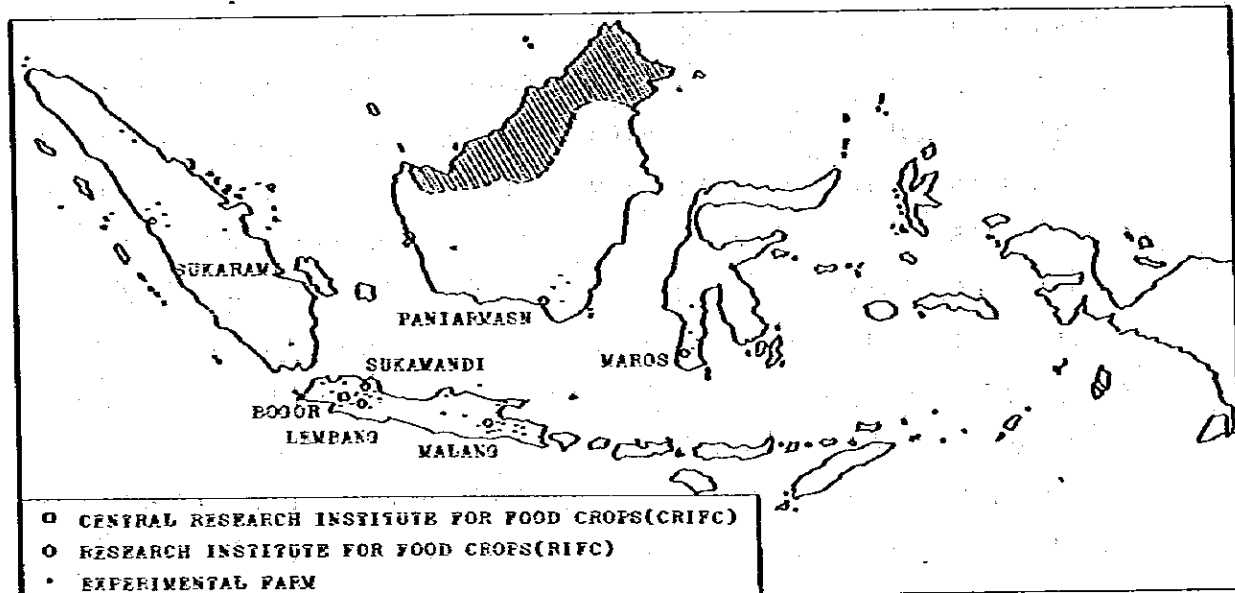 SUKARAMI
PANIARMASN
SUKAMANDI
MAROS
BOGOR
LEMBANG
MALANG
CENTRAL RESEARCH INSTITUTE FOR FOOD CROPS(CRIFC)
RESEARCH INSTITUTE FOR FOOD CROPS(RIFC)
EXPERIMENTAL FARM